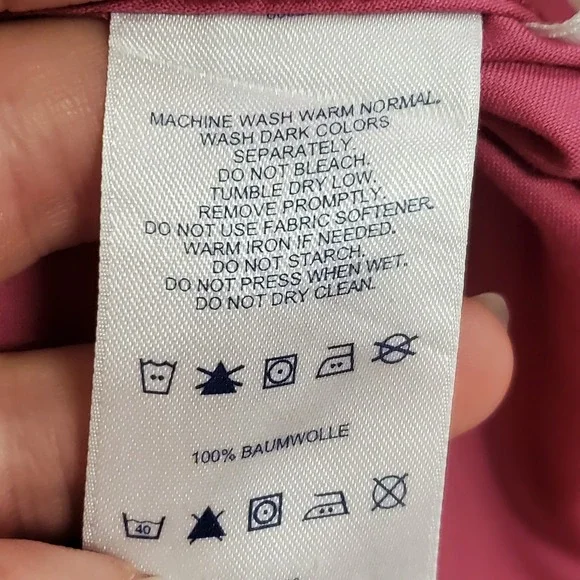 MACHINE WASH WARM NORMAL.
WASH DARK COLORS
SEPARATELY.
DO NOT BLEACH.
TUMBLE DRY LOW.
REMOVE PROMPTLY.
DO NOT USE FABRIC SOFTENER.
WARM IRON IF NEEDED.
DO NOT STARCH.
DO NOT PRESS WHEN WET.
DO NOT DRY CLEAN.
100% BAUMWOLLE
40